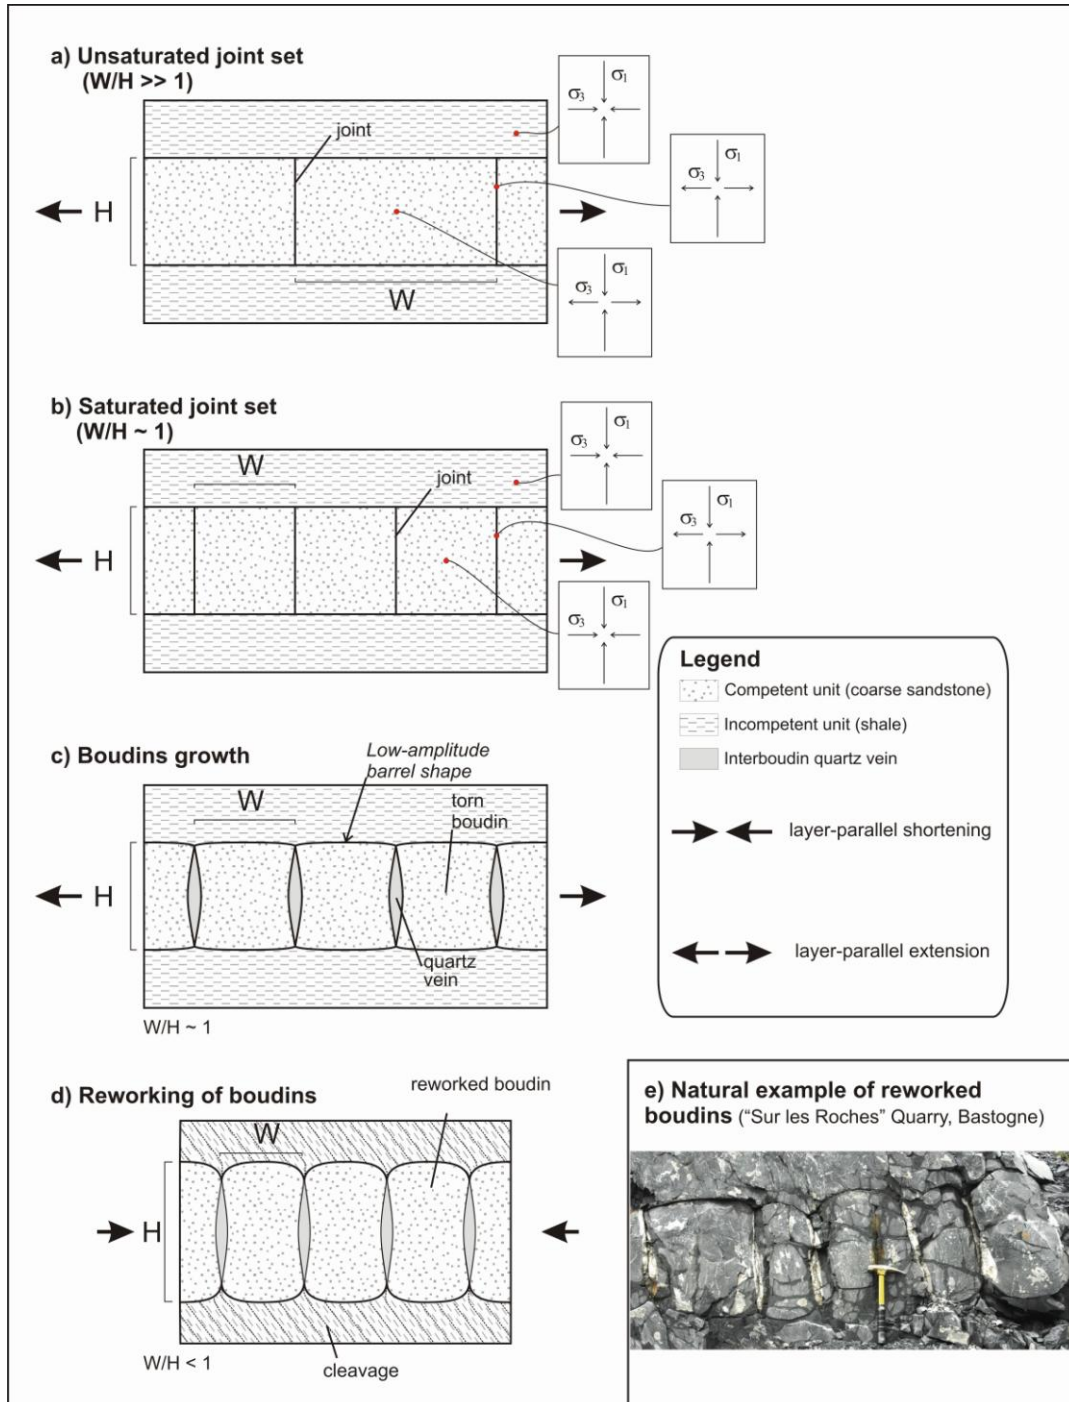 a) Unsaturated joint set
(W/H >> 1)
σ1
σ3
joint
σ1
σ3
H
σ1
σ3
W
b) Saturated joint set
(W/H ~ 1)
σ1
σ3
W
joint
σ1
σ3
H
σ1
σ3
Legend
Competent unit (coarse sandstone)
Incompetent unit (shale)
Interboudin quartz vein
layer-parallel shortening
layer-parallel extension
c) Boudins growth
Low-amplitude
barrel shape
W
torn
boudin
H
quartz
vein
W/H ~ 1
d) Reworking of boudins
reworked boudin
W
H
cleavage
W/H < 1
e) Natural example of reworked
boudins ("Sur les Roches" Quarry, Bastogne)